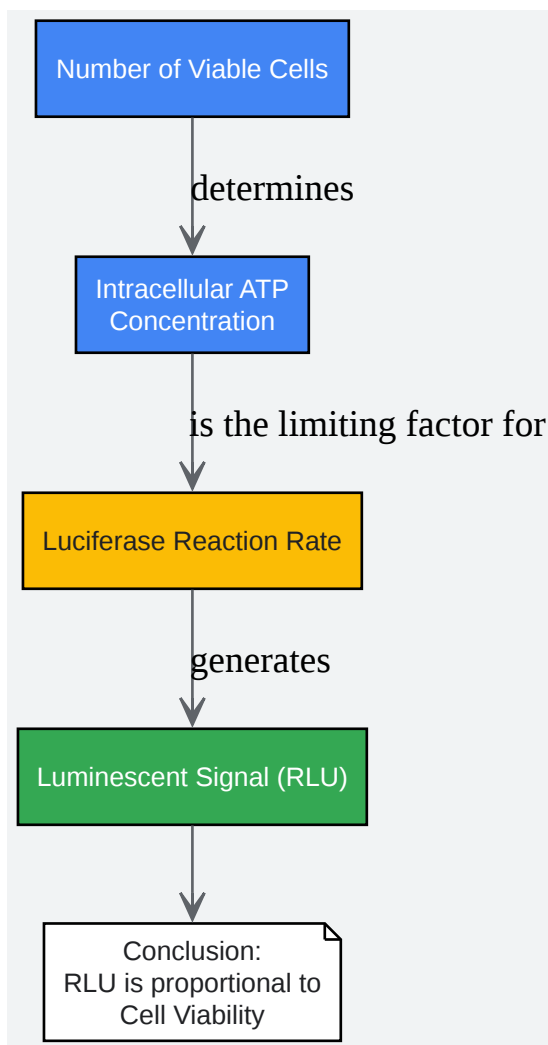 Number of Viable Cells
determines
Intracellular ATP
Concentration
is the limiting factor for
Luciferase Reaction Rate
generates
Luminescent Signal (RLU)
Conclusion:
RLU is proportional to
Cell Viability